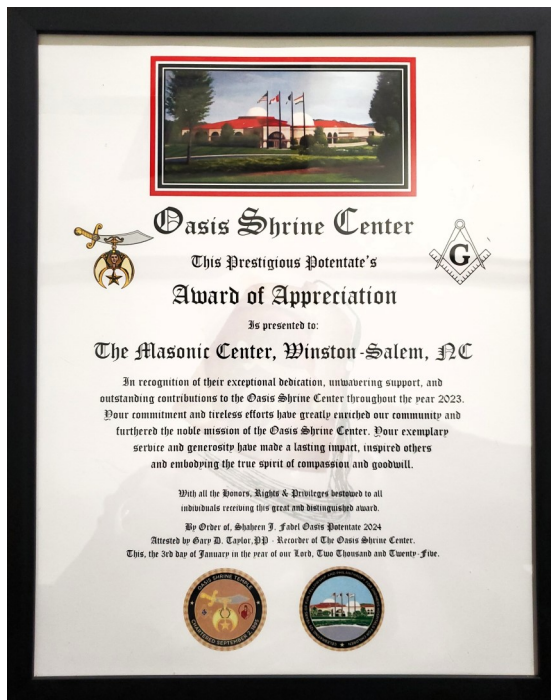 Oasis Shrine Center
G
This Prestigious Potentate's
Award of Appreciation
Is presented to:
The Masonic Center, Winston-Salem, NC
In recognition of their exceptional dedication, unwavering support, and
outstanding contributions to the Oasis Shrine Center throughout the year 2023.
Your commitment and tireless efforts have greatly enriched our community and
furthered the noble mission of the Oasis Shrine Center. Your exemplary
service and generosity have made a lasting impact, inspired others
and embodying the true spirit of compassion and goodwill.
With all the Honors, Rights & Privileges bestowed to all
individuals receiving this great and distinguished award.
By Order of, Shaheen J. Fadel Oasis Potentate 2024
Attested by Gary D. Taylor,PP - Recorder of The Oasis Shrine Center.
This, the 3rd day of January in the year of our Lord, Two Thousand and Twenty-Five.
OASIS SHRINE TEMPLE
CHARTERED SEPTEMBER